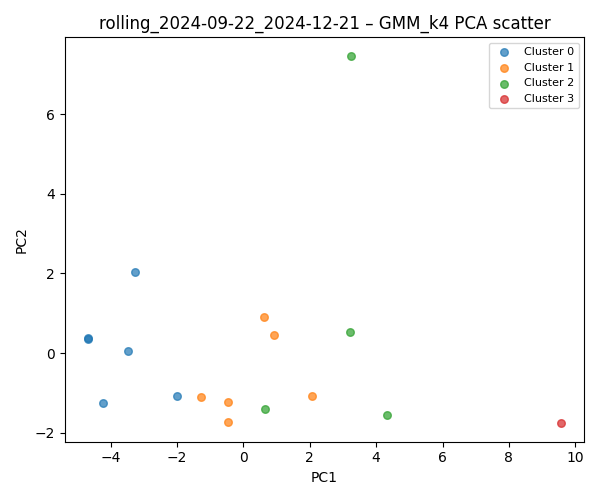 rolling_2024-09-22_2024-12-21 – GMM_k4 PCA scatter
Cluster 0
Cluster 1
Cluster 2
Cluster 3
6
4
2
0
−2
PC2
−4
−2
0
2
4
6
8
10
PC1